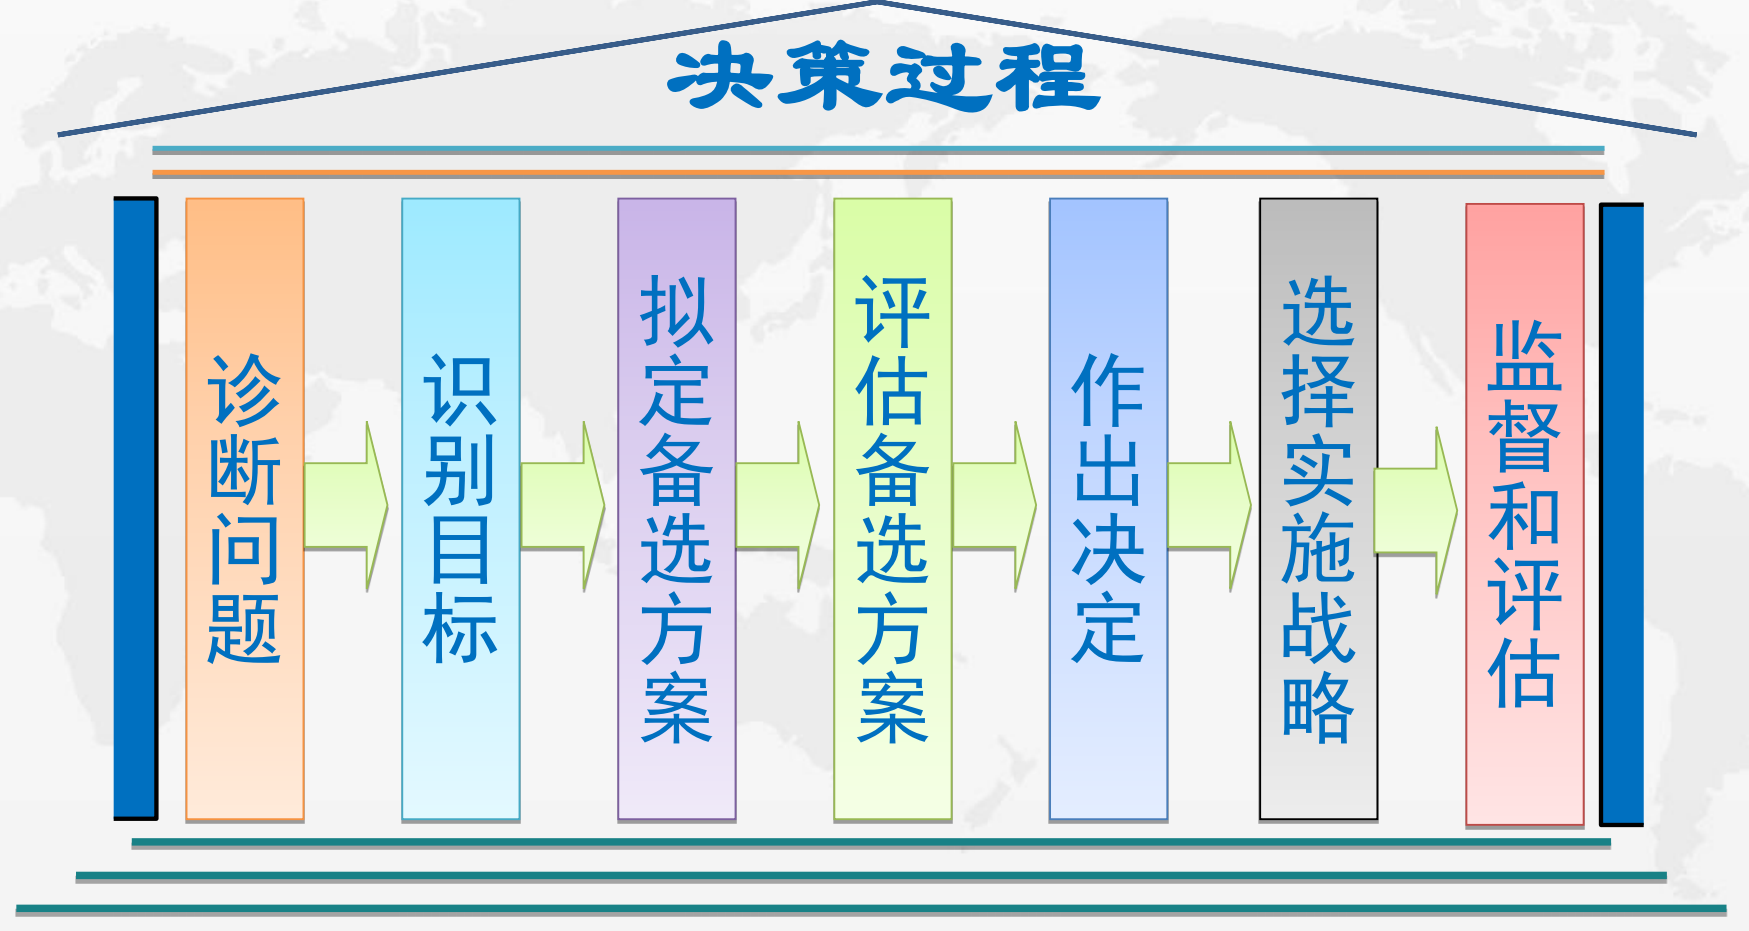 决策过程
诊断问题
识别目标
拟定备选方案
评估备选方案
作出决定
选择实施战略
监督和评估